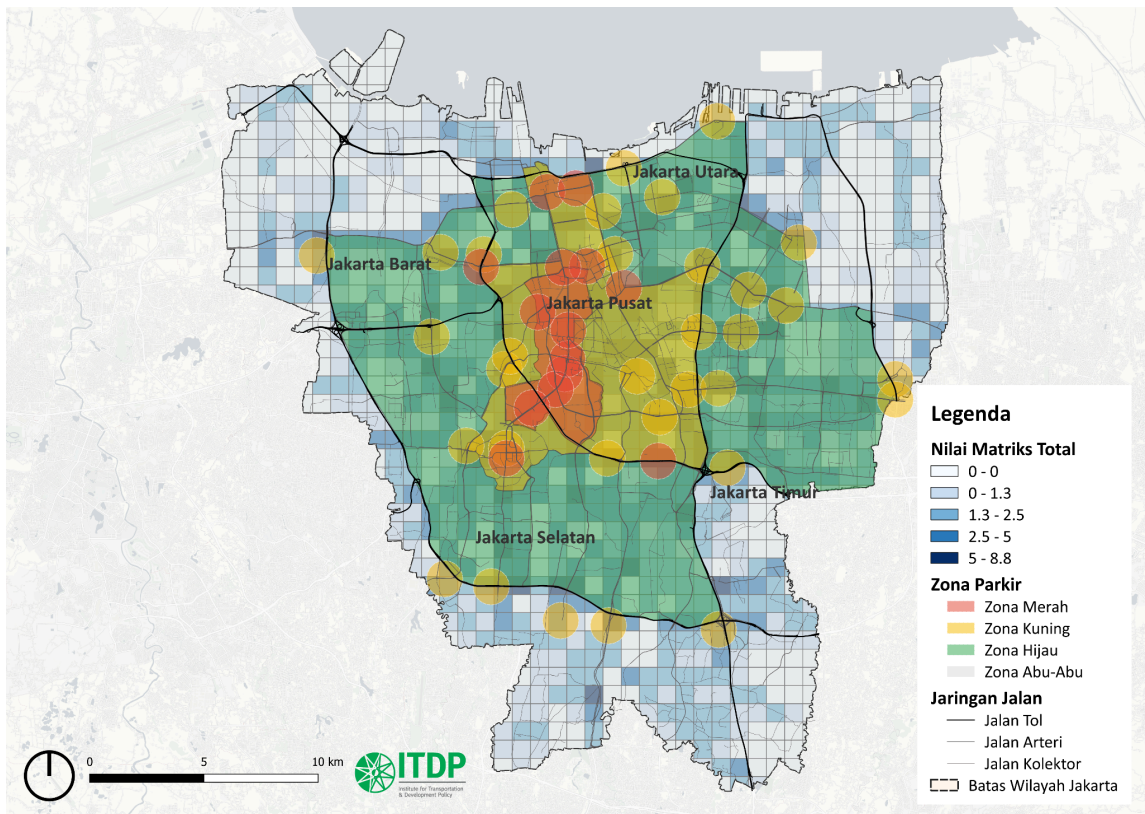 Jakarta Utara
Jakarta Barat
Jakarta Pusat
Jakarta Timur
Jakarta Selatan
Legenda
Nilai Matriks Total
0 - 0
0 - 1.3
1.3 - 2.5
2.5 - 5
5 - 8.8
Zona Parkir
Zona Merah
Zona Kuning
Zona Hijau
Zona Abu-Abu
Jaringan Jalan
Jalan Tol
Jalan Arteri
Jalan Kolektor
Batas Wilayah Jakarta
0 5 10 km
ITDP
Institute for Transportation
& Development Policy